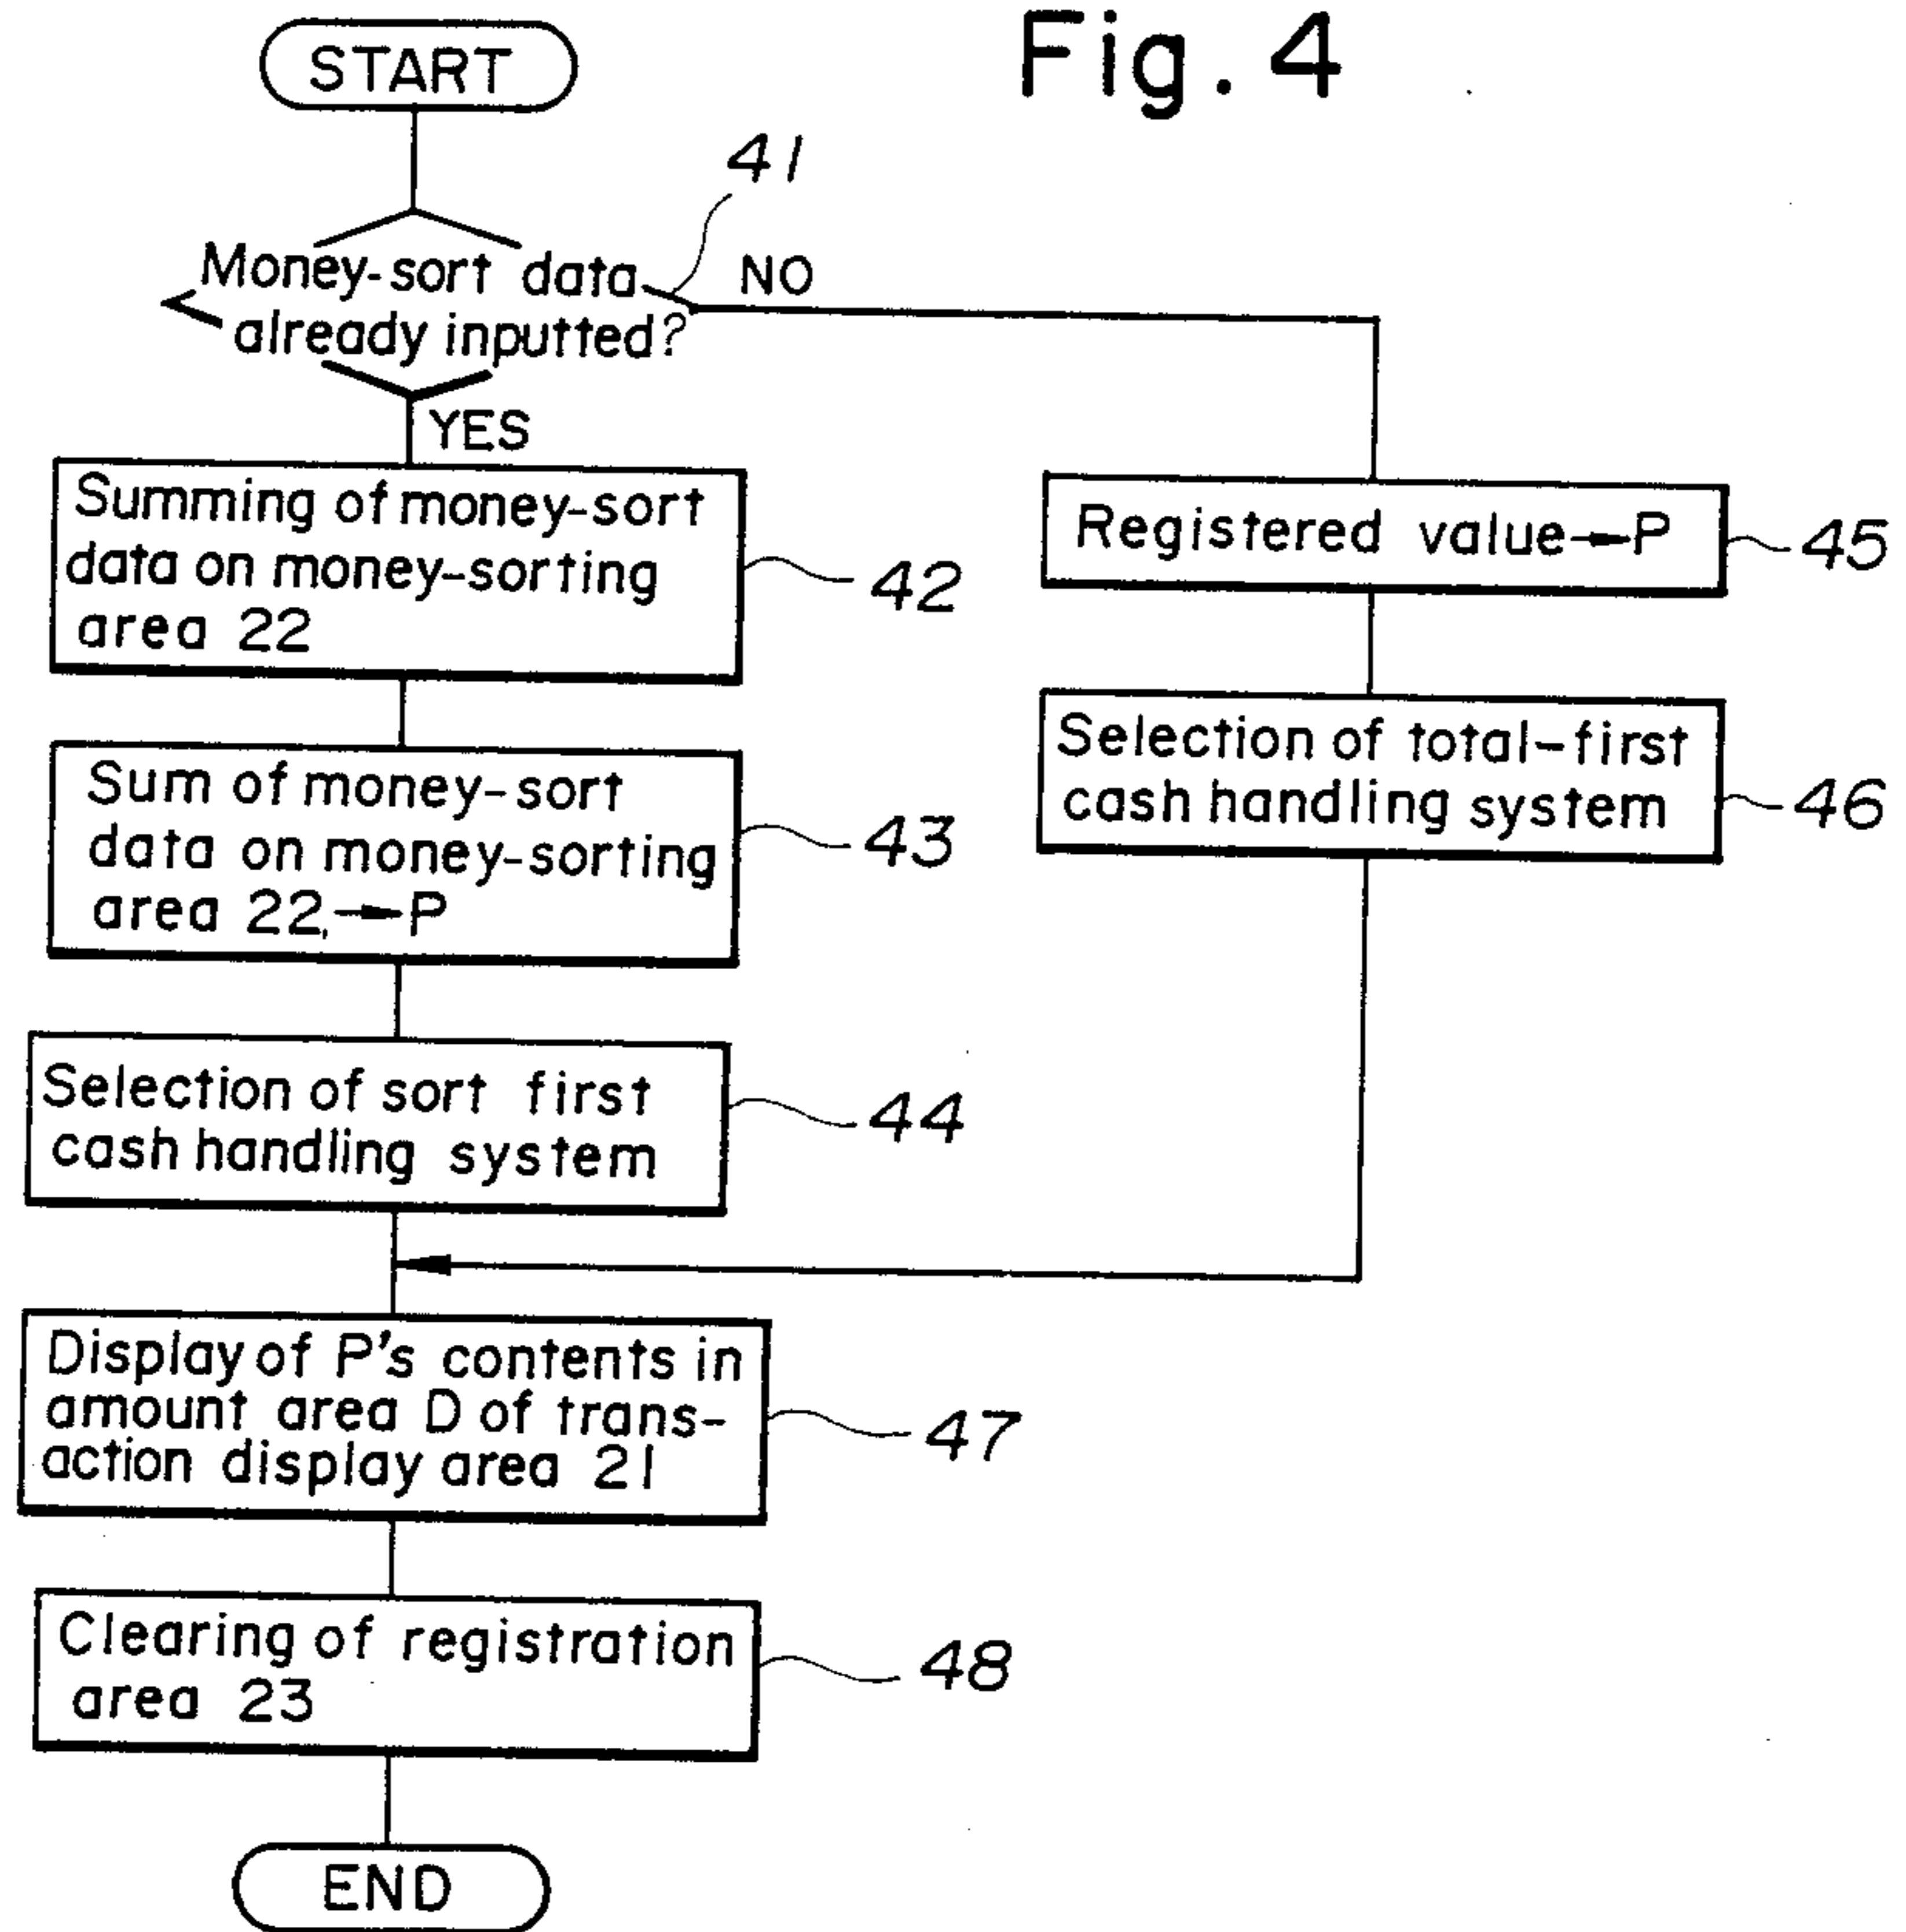 Fig. 4
START
41
Money-sort data
already inputted?
NO
YES
Summing of money-sort
data on money-sorting
area 22
42
Sum of money-sort
data on money-sorting
area 22, → P
43
Selection of sort first
cash handling system
44
Registered value → P
45
Selection of total-first
cash handling system
46
Display of P's contents in
amount area D of trans-
action display area 21
47
Clearing of registration
area 23
48
END